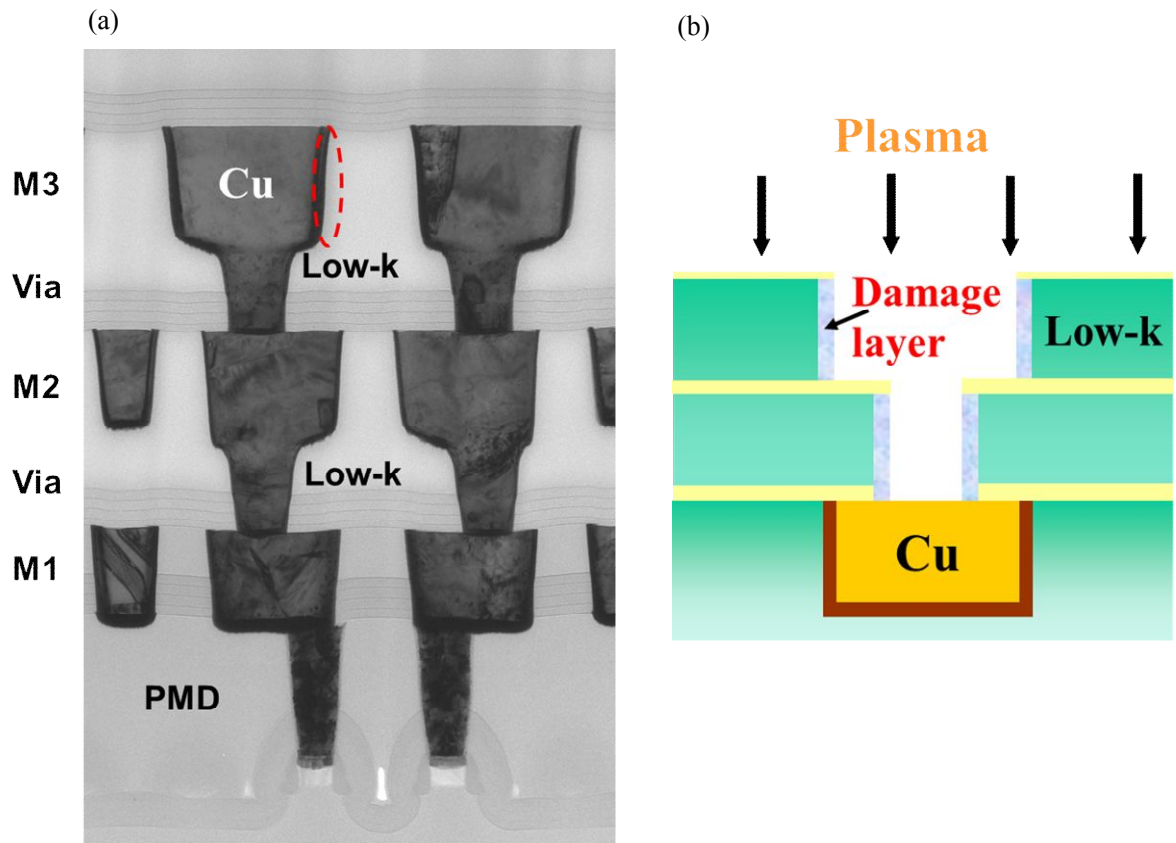 (a)
M3
Cu
Low-k
Via
M2
Low-k
Via
M1
PMD
(b)
Plasma
Damage
layer
Low-k
Cu